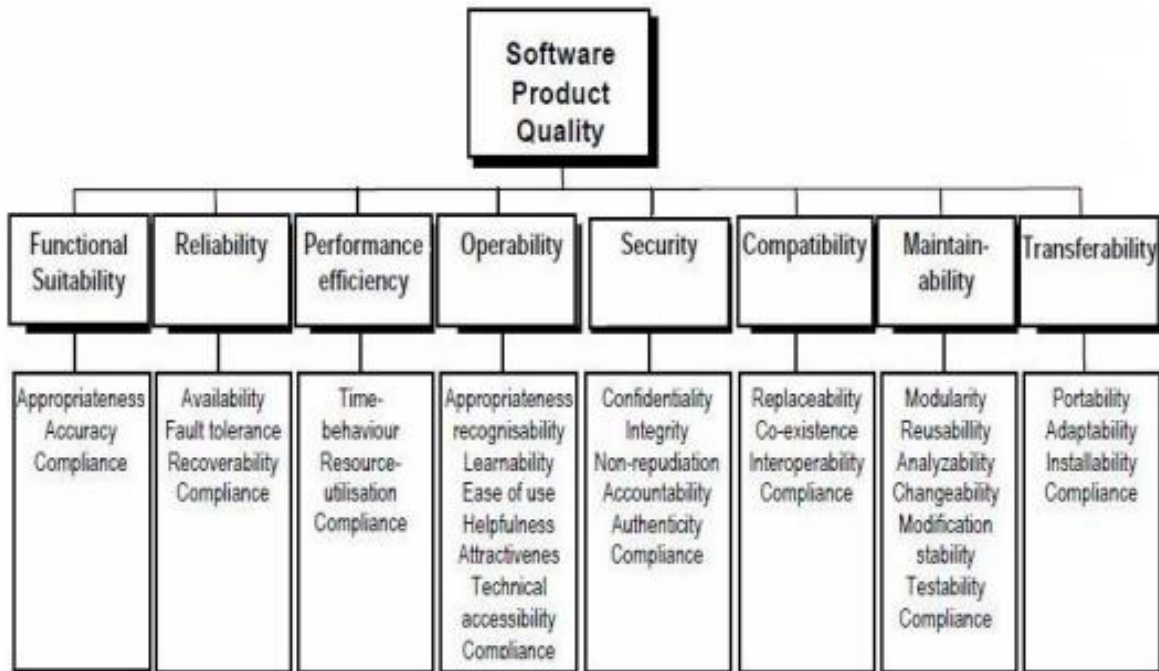 Software
Product
Quality
Functional
Suitability
Reliability
Performance
efficiency
Operability
Security
Compatibility
Maintain-
ability
Transferability
Appropriateness
Accuracy
Compliance
Availability
Fault tolerance
Recoverability
Compliance
Time-
behaviour
Resource-
utilisation
Compliance
Appropriateness
recognisability
Learnability
Ease of use
Helpfulness
Attractivenes
Technical
accessibility
Compliance
Confidentiality
Integrity
Non-repudiation
Accountability
Authenticity
Compliance
Replaceability
Co-existence
Interoperability
Compliance
Modularity
Reusabillity
Analyzability
Changeability
Modification
stability
Testability
Compliance
Portability
Adaptability
Installability
Compliance